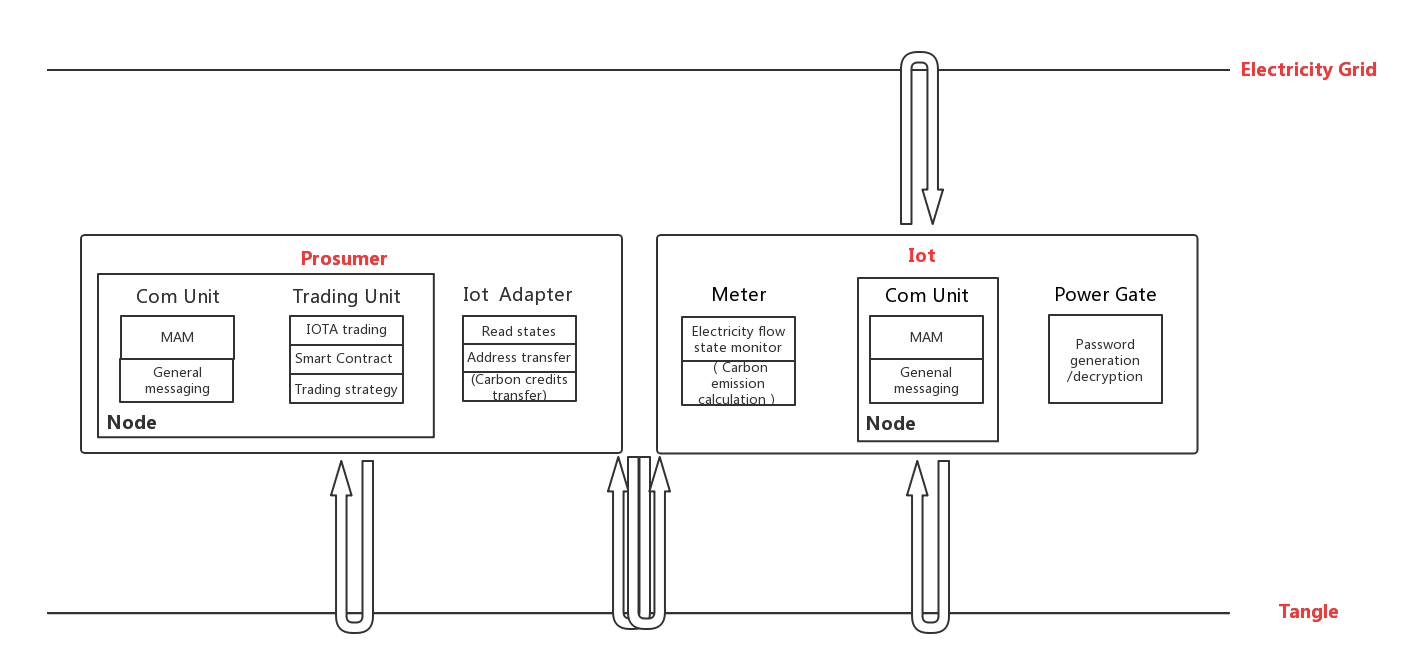 Electricity Grid
Prosumer
Com Unit
MAM
General
messaging
Trading Unit
IOTA trading
Smart Contract
Trading strategy
Node
Iot Adapter
Read states
Address transfer
(Carbon credits
transfer)
Iot
Meter
Electricity flow
state monitor
( Carbon
emission
calculation )
Com Unit
MAM
Genenal
messaging
Node
Power Gate
Password
generation
/decryption
Tangle